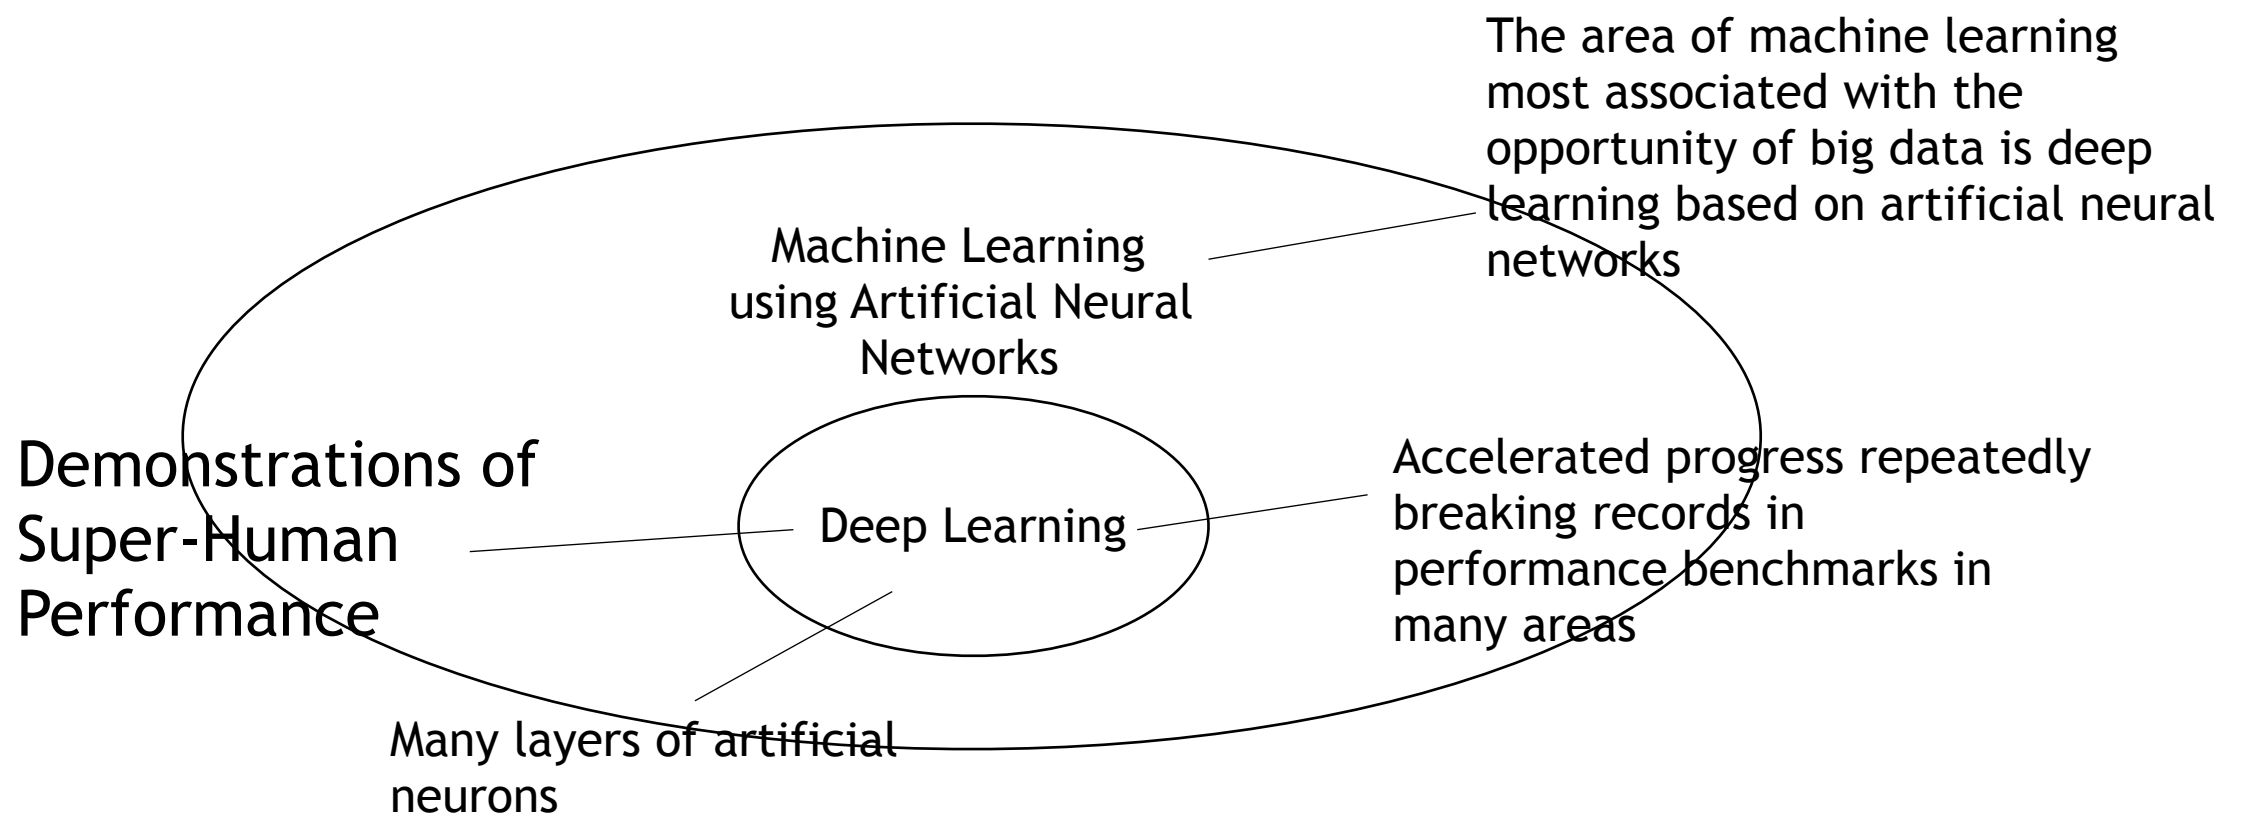 The area of machine learning
most associated with the
opportunity of big data is deep
learning based on artificial neural
networks
Machine Learning
using Artificial Neural
Networks
Demonstrations of
Super-Human
Performance
Deep Learning
Accelerated progress repeatedly
breaking records in
performance benchmarks in
many areas
Many layers of artificial
neurons